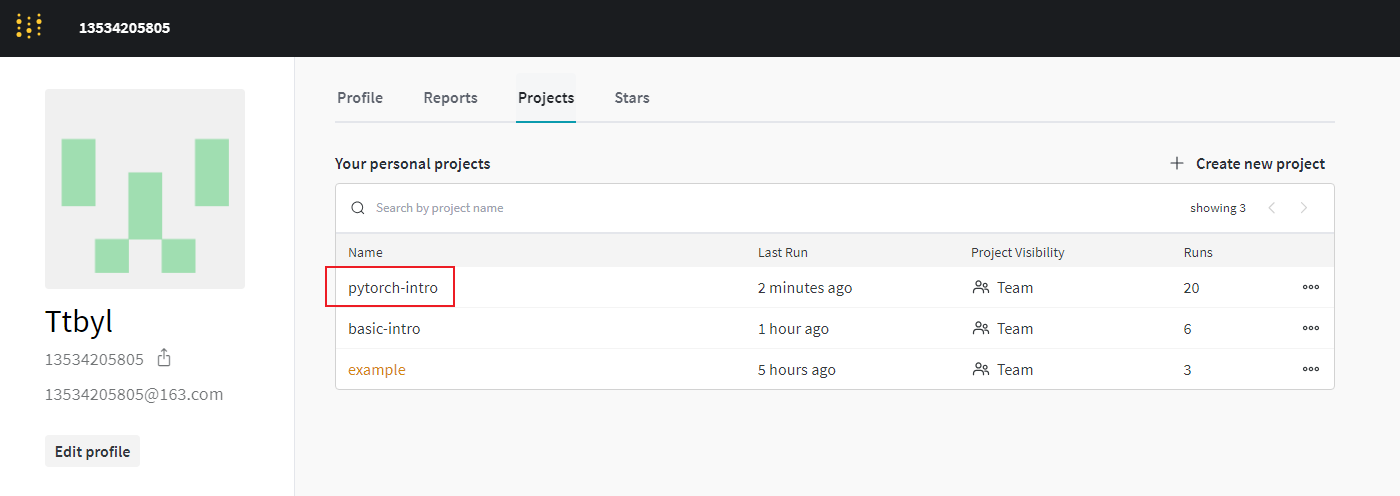 13534205805
Profile Reports Projects Stars
Your personal projects
Create new project
Search by project name
showing 3
Name Last Run Project Visibility Runs
pytorch-intro 2 minutes ago Team 20
basic-intro 1 hour ago Team 6
example 5 hours ago Team 3
Ttbyl
13534205805
13534205805@163.com
Edit profile